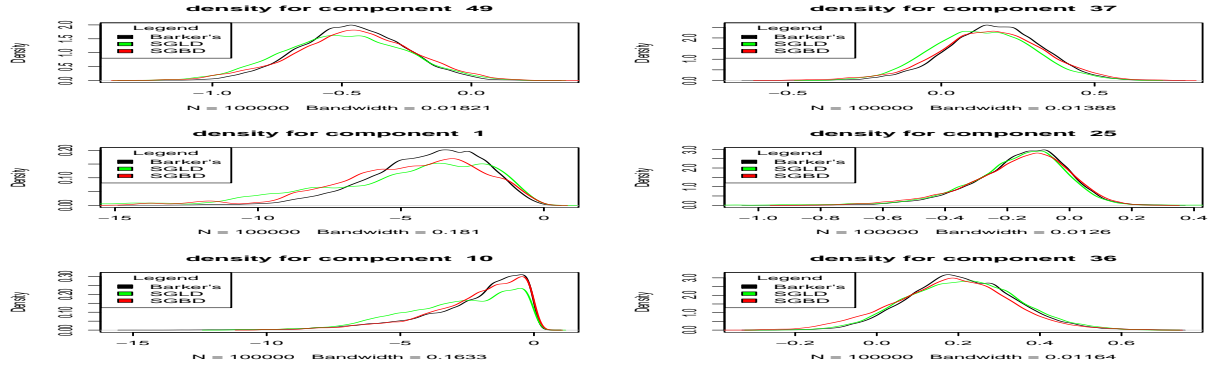 density for component 49
Density
0.0 0.5 1.0 1.5 2.0
Legend
Barker's
SGLD
SGBD
−1.0 −0.5 0.0
N = 100000 Bandwidth = 0.01821
density for component 37
Density
0.0 1.0 2.0
Legend
Barker's
SGLD
SGBD
−0.5 0.0 0.5
N = 100000 Bandwidth = 0.01388
density for component 1
Density
0.00 0.10 0.20
Legend
Barker's
SGLD
SGBD
−15 −10 −5 0
N = 100000 Bandwidth = 0.181
density for component 25
Density
0.0 1.0 2.0 3.0
Legend
Barker's
SGLD
SGBD
−1.0 −0.8 −0.6 −0.4 −0.2 0.0 0.2 0.4
N = 100000 Bandwidth = 0.0126
density for component 10
Density
0.00 0.10 0.20 0.30
Legend
Barker's
SGLD
SGBD
−15 −10 −5 0
N = 100000 Bandwidth = 0.1633
density for component 36
Density
0.0 1.0 2.0 3.0
Legend
Barker's
SGLD
SGBD
−0.2 0.0 0.2 0.4 0.6
N = 100000 Bandwidth = 0.01164